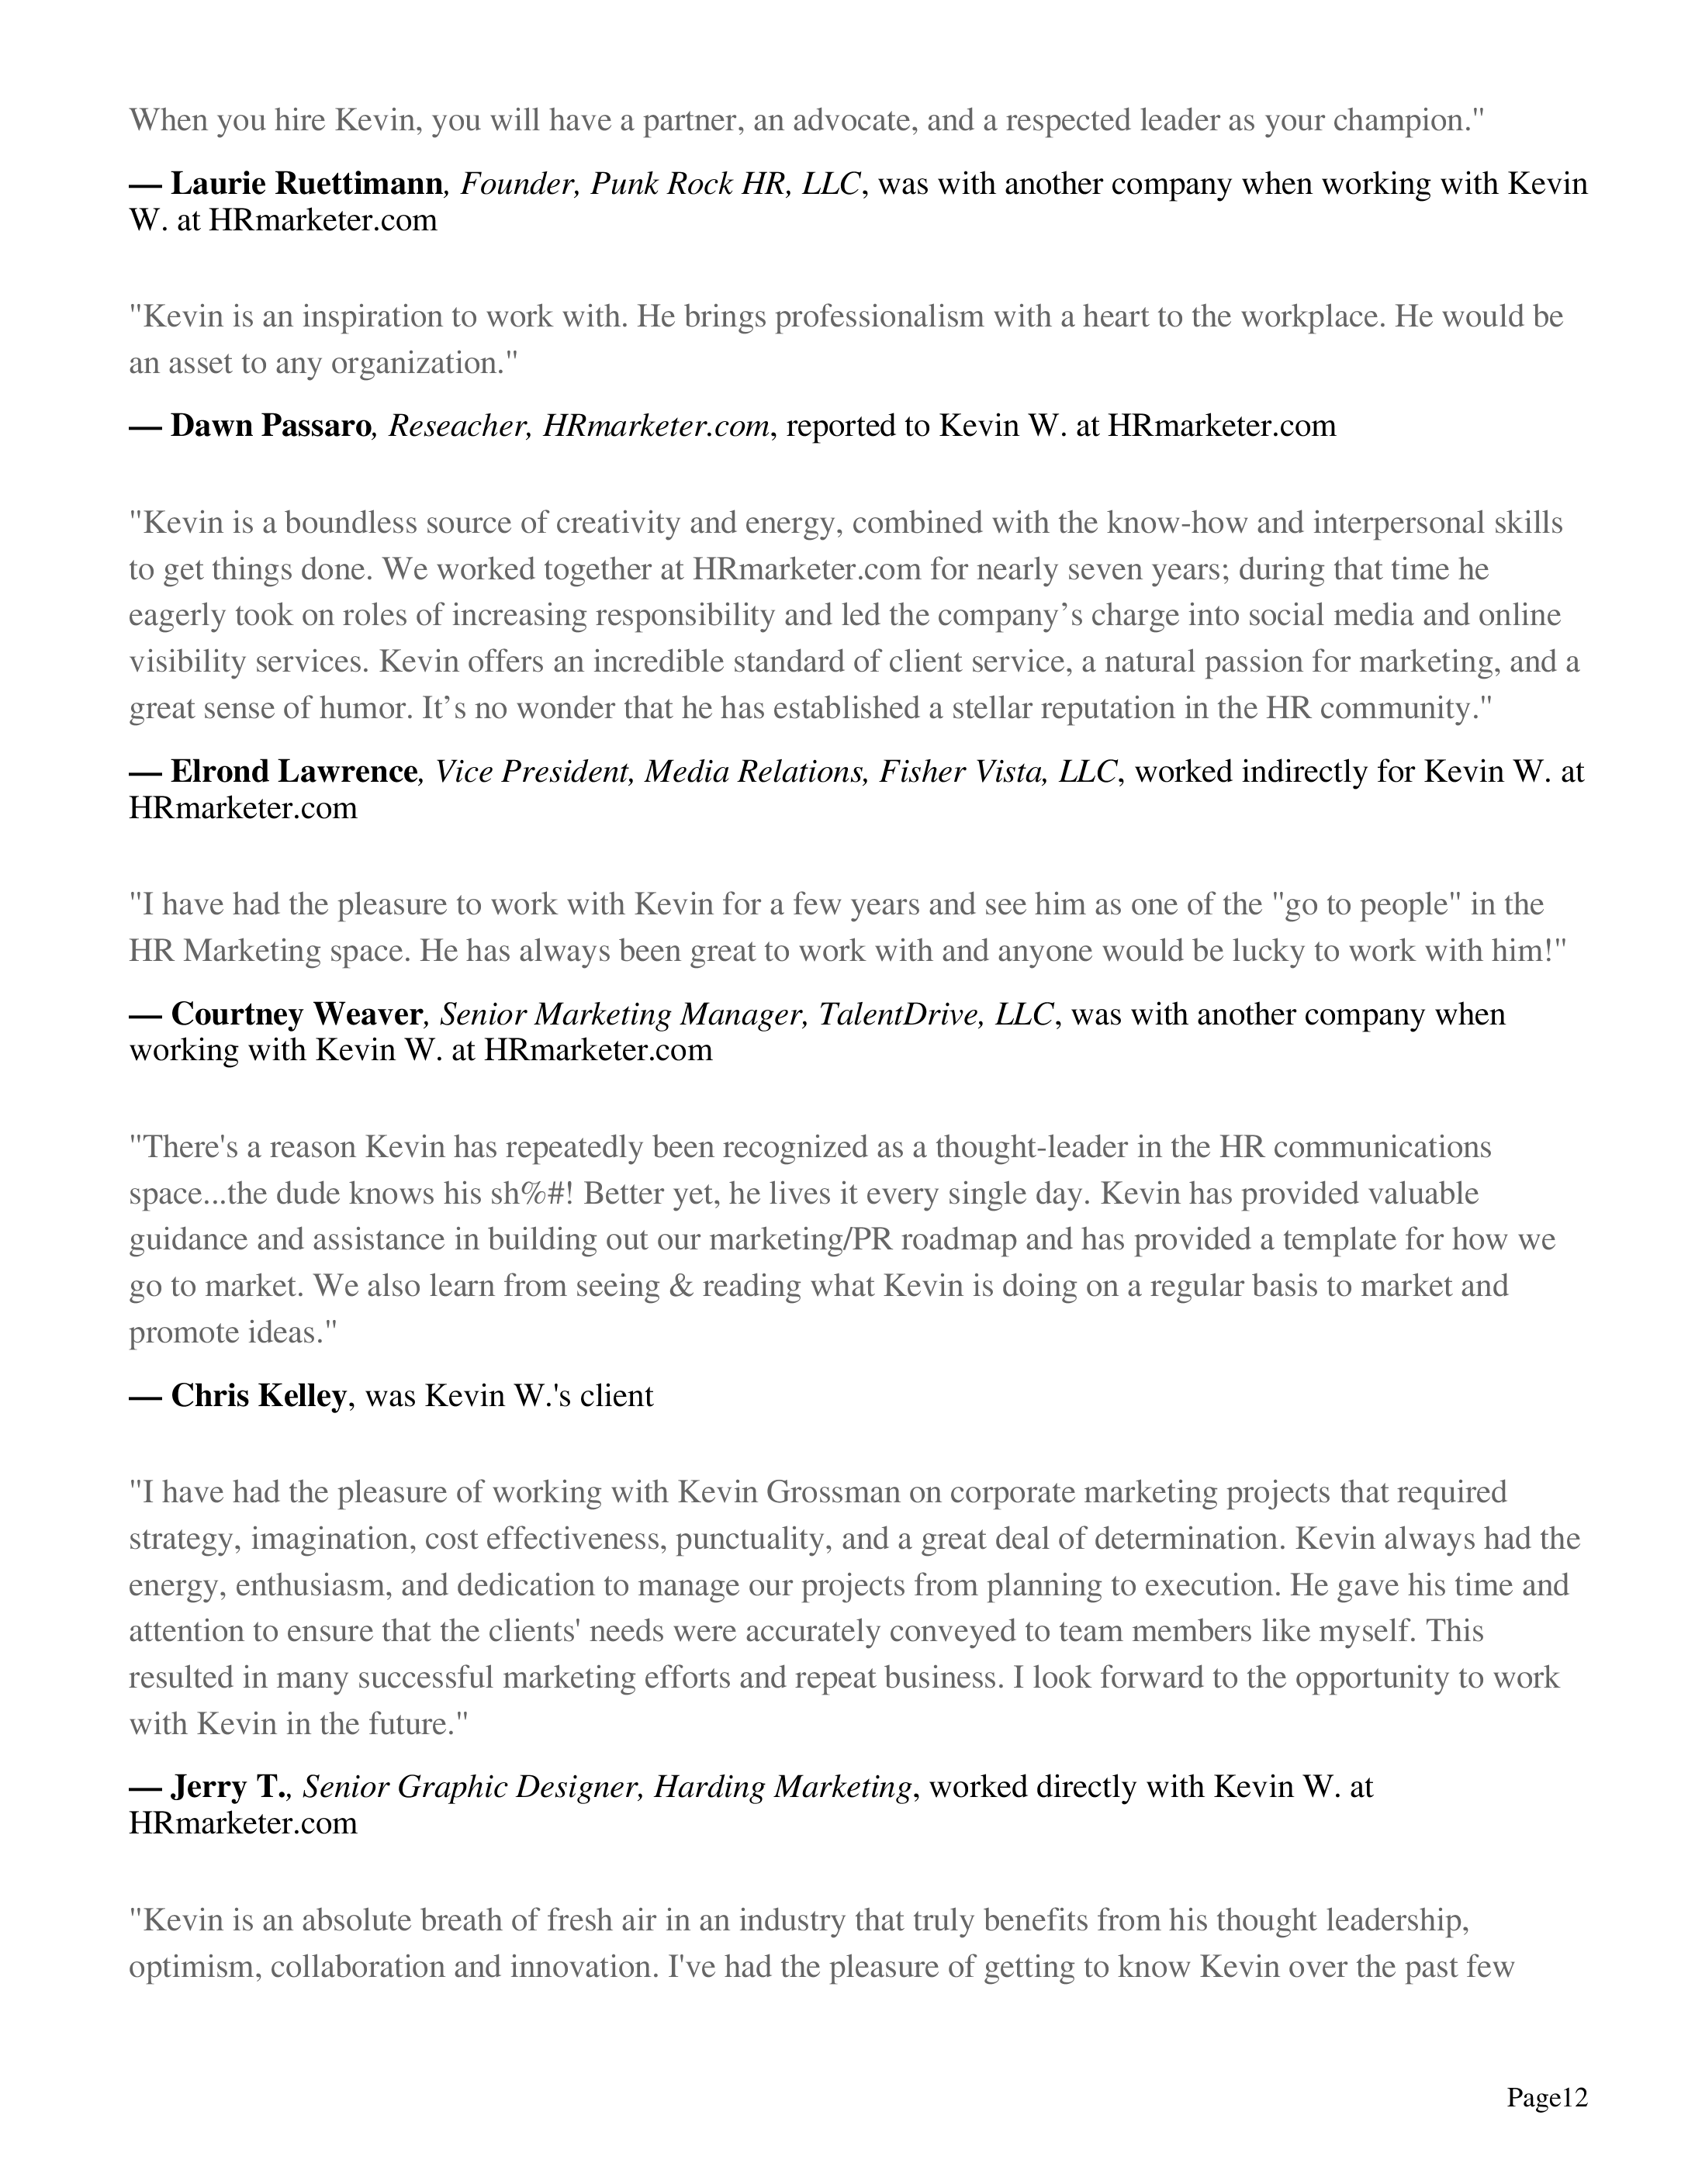 When you hire Kevin, you will have a partner, an advocate, and a respected leader as your champion."
— Laurie Ruettimann, Founder, Punk Rock HR, LLC, was with another company when working with Kevin
W. at HRmarketer.com
"Kevin is an inspiration to work with. He brings professionalism with a heart to the workplace. He would be
an asset to any organization."
— Dawn Passaro, Reseacher, HRmarketer.com, reported to Kevin W. at HRmarketer.com
"Kevin is a boundless source of creativity and energy, combined with the know-how and interpersonal skills
to get things done. We worked together at HRmarketer.com for nearly seven years; during that time he
eagerly took on roles of increasing responsibility and led the company’s charge into social media and online
visibility services. Kevin offers an incredible standard of client service, a natural passion for marketing, and a
great sense of humor. It’s no wonder that he has established a stellar reputation in the HR community."
— Elrond Lawrence, Vice President, Media Relations, Fisher Vista, LLC, worked indirectly for Kevin W. at
HRmarketer.com
"I have had the pleasure to work with Kevin for a few years and see him as one of the "go to people" in the
HR Marketing space. He has always been great to work with and anyone would be lucky to work with him!"
— Courtney Weaver, Senior Marketing Manager, TalentDrive, LLC, was with another company when
working with Kevin W. at HRmarketer.com
"There's a reason Kevin has repeatedly been recognized as a thought-leader in the HR communications
space...the dude knows his sh%#! Better yet, he lives it every single day. Kevin has provided valuable
guidance and assistance in building out our marketing/PR roadmap and has provided a template for how we
go to market. We also learn from seeing & reading what Kevin is doing on a regular basis to market and
promote ideas."
— Chris Kelley, was Kevin W.'s client
"I have had the pleasure of working with Kevin Grossman on corporate marketing projects that required
strategy, imagination, cost effectiveness, punctuality, and a great deal of determination. Kevin always had the
energy, enthusiasm, and dedication to manage our projects from planning to execution. He gave his time and
attention to ensure that the clients' needs were accurately conveyed to team members like myself. This
resulted in many successful marketing efforts and repeat business. I look forward to the opportunity to work
with Kevin in the future."
— Jerry T., Senior Graphic Designer, Harding Marketing, worked directly with Kevin W. at
HRmarketer.com
"Kevin is an absolute breath of fresh air in an industry that truly benefits from his thought leadership,
optimism, collaboration and innovation. I've had the pleasure of getting to know Kevin over the past few
Page12